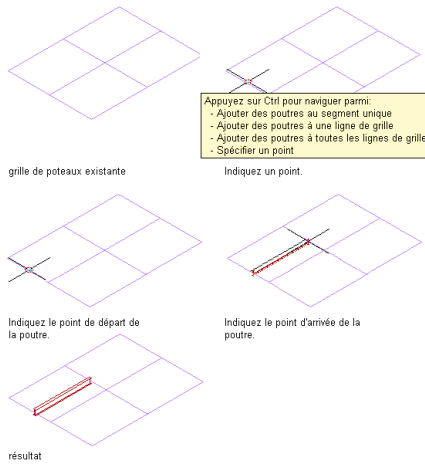 Appuyez sur Ctrl pour naviguer parmi:
- Ajouter des poutres au segment unique
- Ajouter des poutres à une ligne de grille
- Ajouter des poutres à toutes les lignes de grille
- Spécifier un point
grille de poteaux existante
Indiquez un point.
Indiquez le point de départ de
la poutre.
Indiquez le point d'arrivée de la
poutre.
résultat